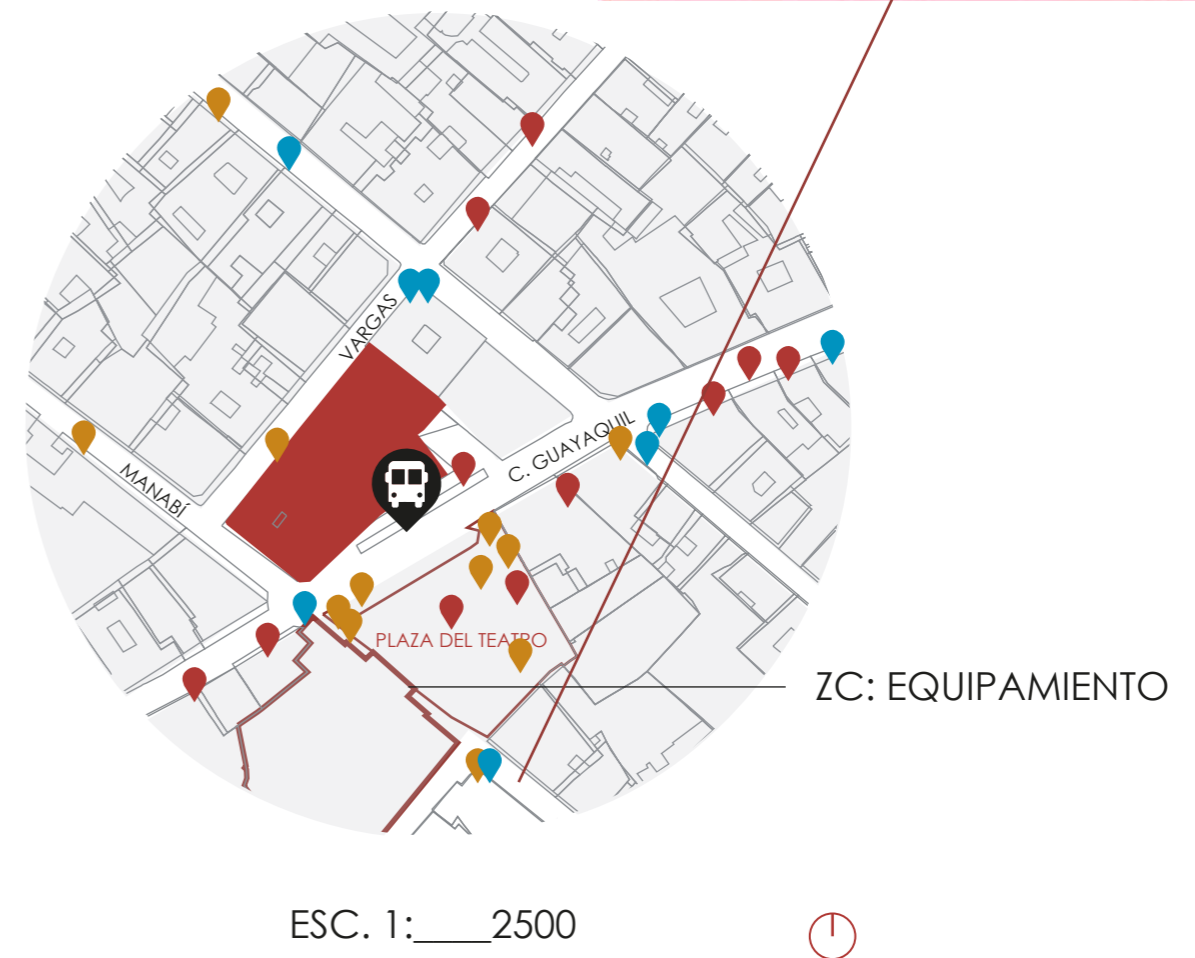 VARGAS
C. GUAYAQUIL
MANABÍ
PLAZA DEL TEATRO
ZC: EQUIPAMIENTO
ESC. 1:____2500